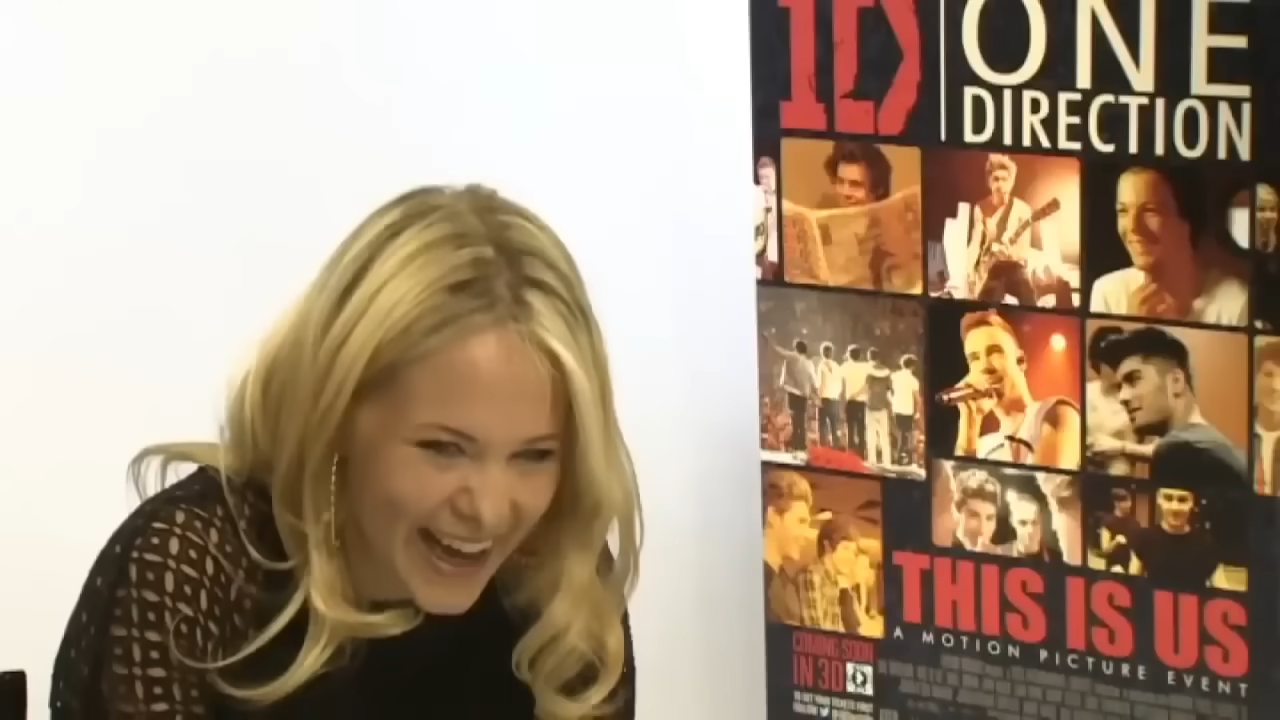 1D
ONE
DIRECTION
THIS IS US
A MOTION PICTURE EVENT
COMING SOON
IN 3D